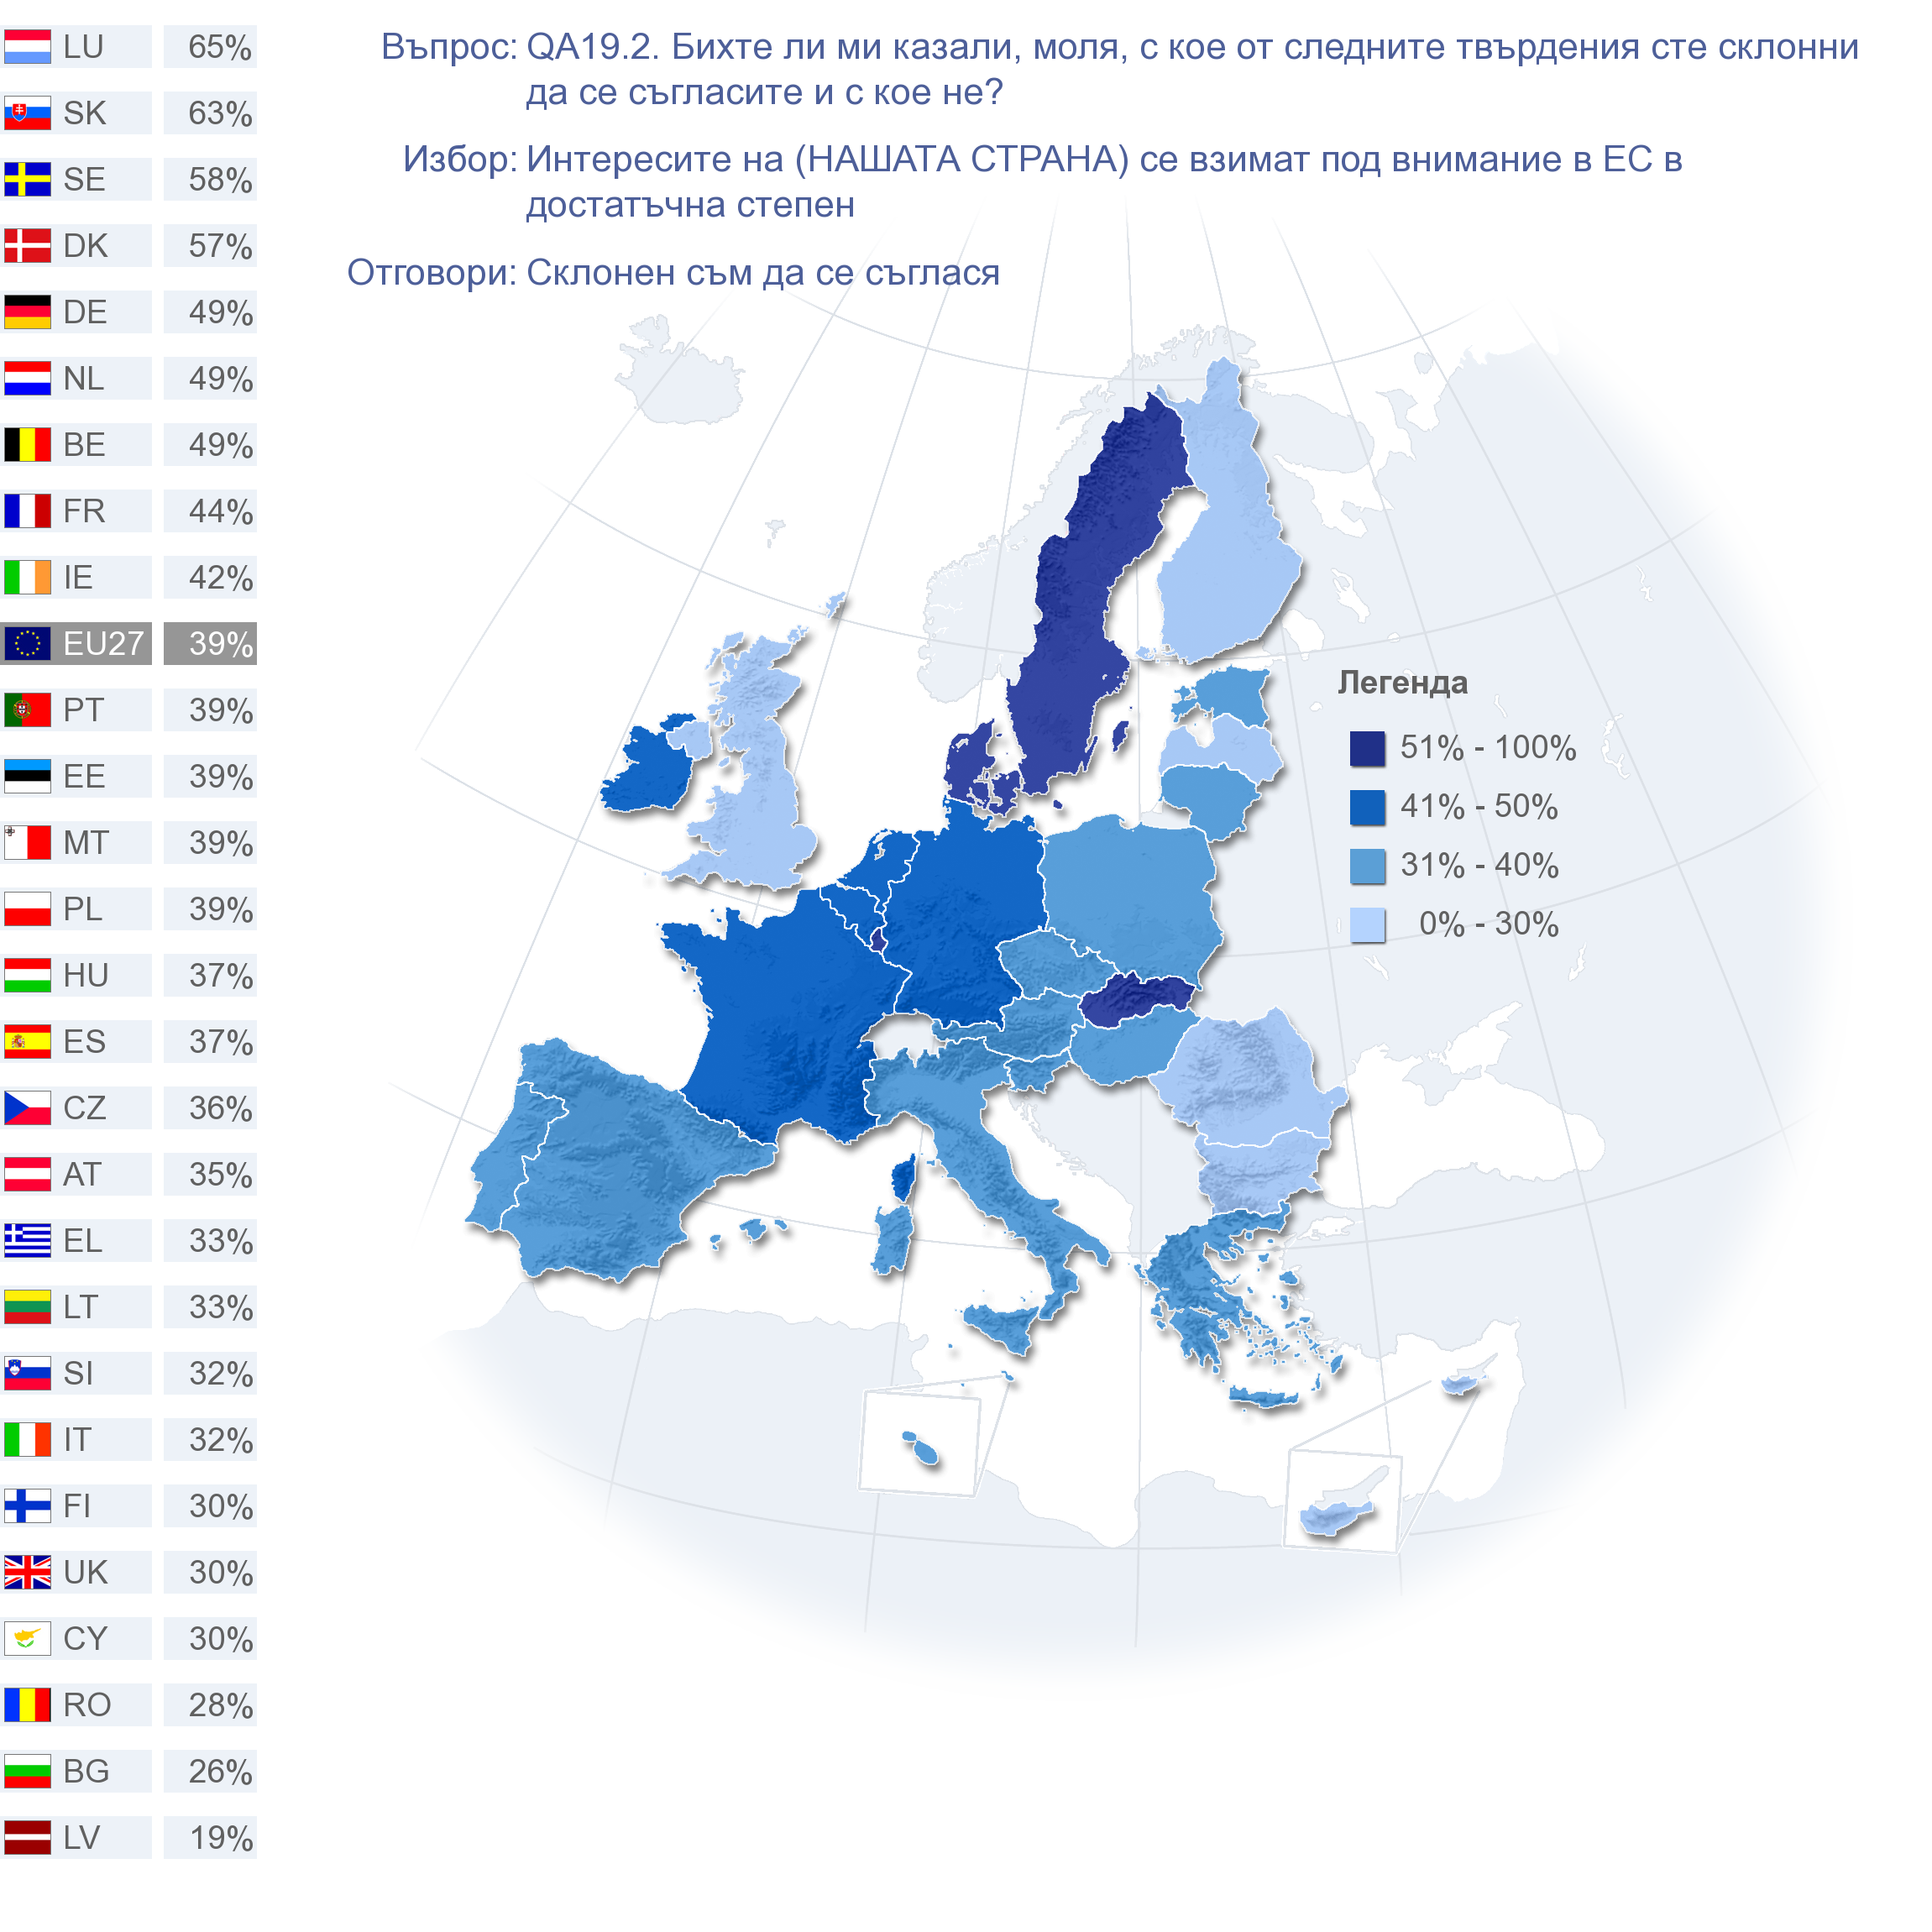 Въпрос: QA19.2. Бихте ли ми казали, моля, с кое от следните твърдения сте склонни
да се съгласите и с кое не?
Избор: Интересите на (НАШАТА СТРАНА) се взимат под внимание в ЕС в
достатъчна степен
Отговори: Склонен съм да се съглася
LU 65%
SK 63%
SE 58%
DK 57%
DE 49%
NL 49%
BE 49%
FR 44%
IE 42%
EU27 39%
PT 39%
EE 39%
MT 39%
PL 39%
HU 37%
ES 37%
CZ 36%
AT 35%
EL 33%
LT 33%
SI 32%
IT 32%
FI 30%
UK 30%
CY 30%
RO 28%
BG 26%
LV 19%
Легенда
51% - 100%
41% - 50%
31% - 40%
0% - 30%